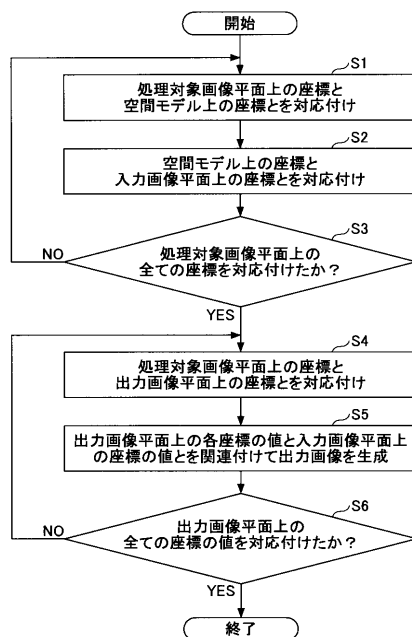 開始
S1
処理対象画像平面上の座標と
空間モデル上の座標とを対応付け
S2
空間モデル上の座標と
入力画像平面上の座標とを対応付け
S3
処理対象画像平面上の
全ての座標を対応付けたか？
NO
YES
S4
処理対象画像平面上の座標と
出力画像平面上の座標とを対応付け
S5
出力画像平面上の各座標の値と入力画像平面上
の座標の値とを関連付けて出力画像を生成
S6
出力画像平面上の
全ての座標の値を対応付けたか？
NO
YES
終了